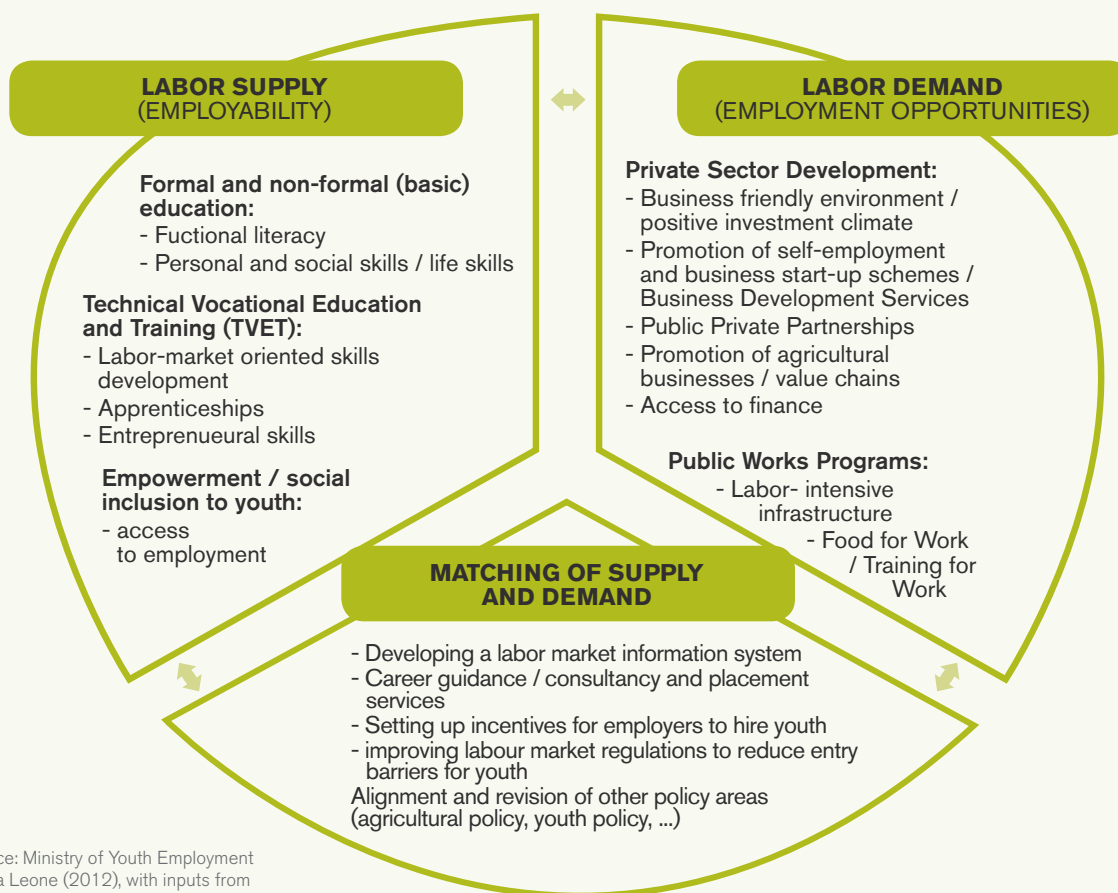 LABOR SUPPLY
(EMPLOYABILITY)
Formal and non-formal (basic)
education:
- Fuctional literacy
- Personal and social skills / life skills
Technical Vocational Education
and Training (TVET):
- Labor-market oriented skills
development
- Apprenticeships
- Entreprenueural skills
Empowerment / social
inclusion to youth:
- access
to employment
LABOR DEMAND
(EMPLOYMENT OPPORTUNITIES)
Private Sector Development:
- Business friendly environment /
positive investment climate
- Promotion of self-employment
and business start-up schemes /
Business Development Services
- Public Private Partnerships
- Promotion of agricultural
businesses / value chains
- Access to finance
Public Works Programs:
- Labor- intensive
infrastructure
- Food for Work
/ Training for
Work
MATCHING OF SUPPLY
AND DEMAND
- Developing a labor market information system
- Career guidance / consultancy and placement
services
- Setting up incentives for employers to hire youth
- improving labour market regulations to reduce entry
barriers for youth
Alignment and revision of other policy areas
(agricultural policy, youth policy, ...)
: Ministry of Youth Employment
Leone (2012), with inputs from